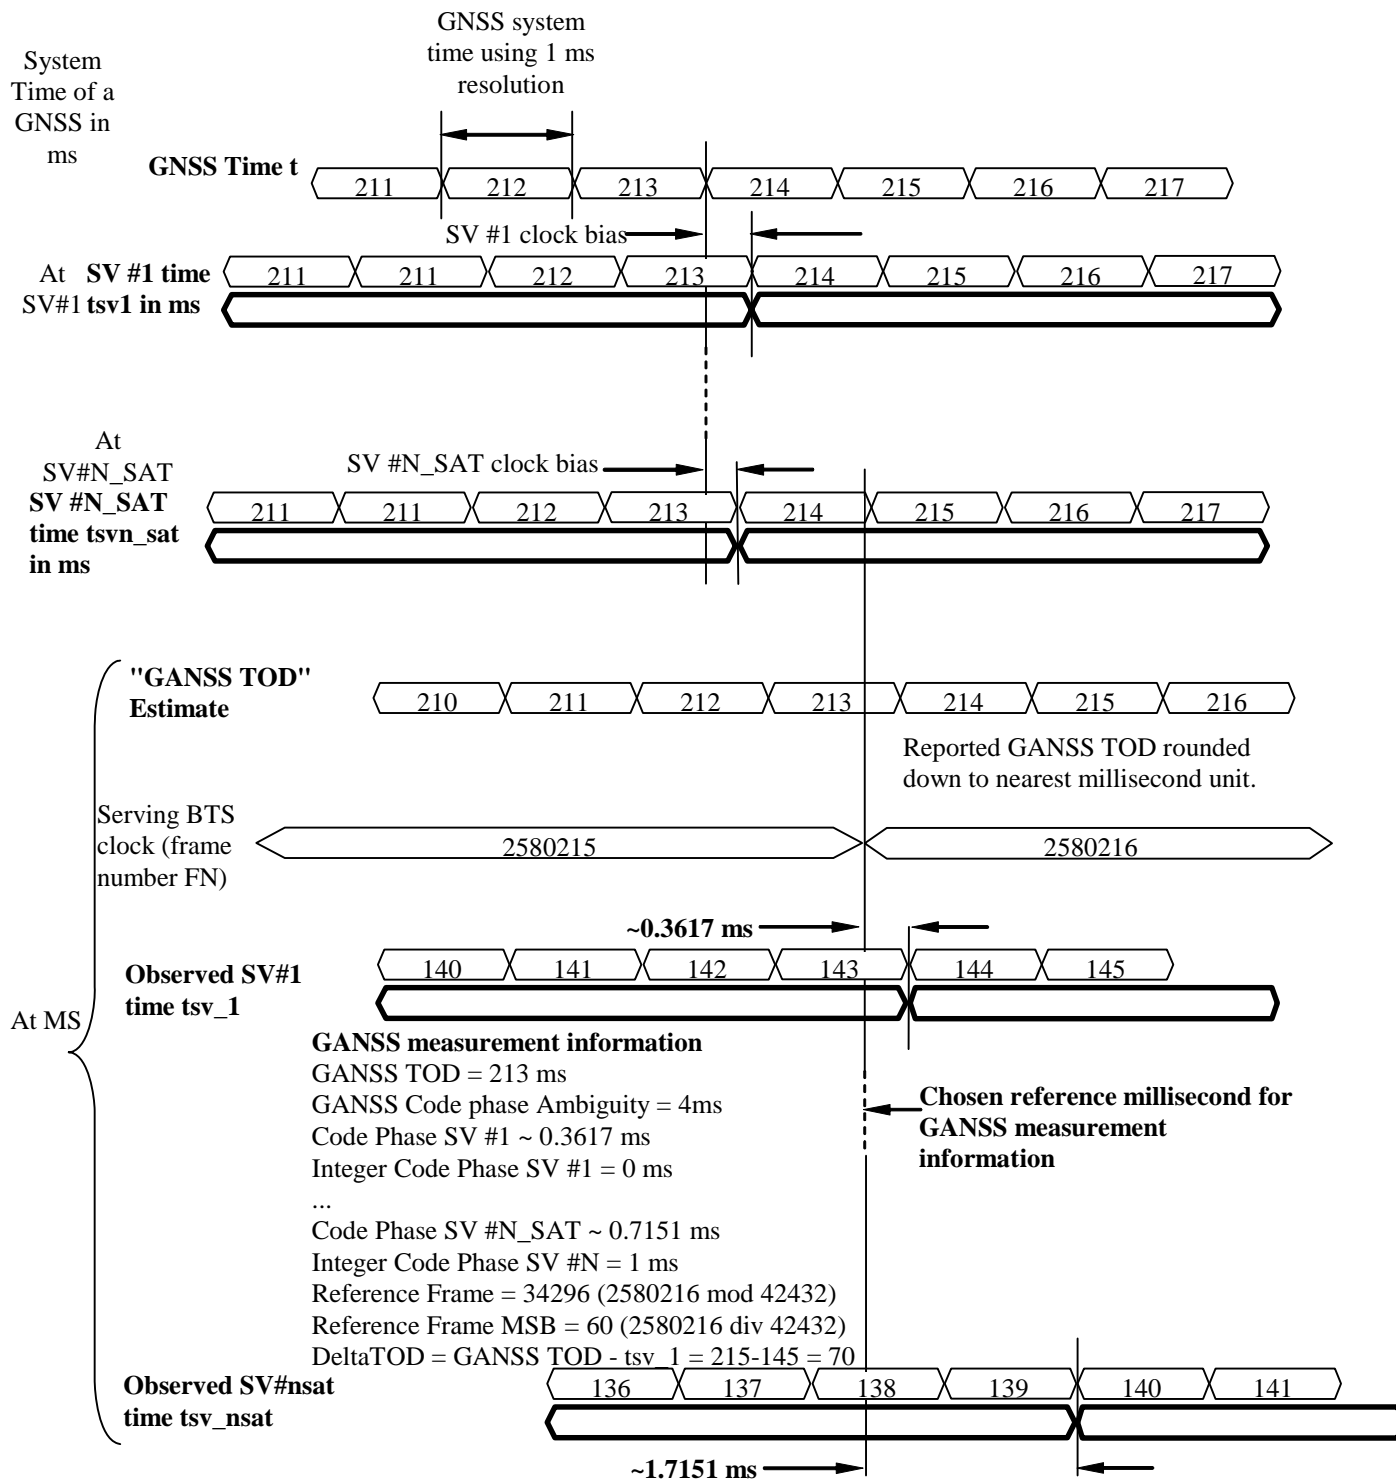 GNSS system
time using 1 ms
resolution
System
Time of a
GNSS in
ms
GNSS Time t
211 212 213 214 215 216 217
SV #1 clock bias
At SV #1 time
SV#1 tsv1 in ms
211 211 212 213 214 215 216 217
At
SV#N_SAT
SV #N_SAT clock bias
SV #N_SAT
time tsvn_sat
in ms
211 211 212 213 214 215 216 217
"GANSS TOD"
Estimate
210 211 212 213 214 215 216
Reported GANSS TOD rounded
down to nearest millisecond unit.
Serving BTS
clock (frame
number FN)
2580215 2580216
~0.3617 ms
Observed SV#1
time tsv_1
140 141 142 143 144 145
At MS
GANSS measurement information
GANSS TOD = 213 ms
GANSS Code phase Ambiguity = 4ms
Code Phase SV #1 ~ 0.3617 ms
Integer Code Phase SV #1 = 0 ms
...
Code Phase SV #N_SAT ~ 0.7151 ms
Integer Code Phase SV #N = 1 ms
Reference Frame = 34296 (2580216 mod 42432)
Reference Frame MSB = 60 (2580216 div 42432)
DeltaTOD = GANSS TOD - tsv_1 = 215-145 = 70
Chosen reference millisecond for
GANSS measurement
information
Observed SV#nsat
time tsv_nsat
136 137 138 139 140 141
~1.7151 ms